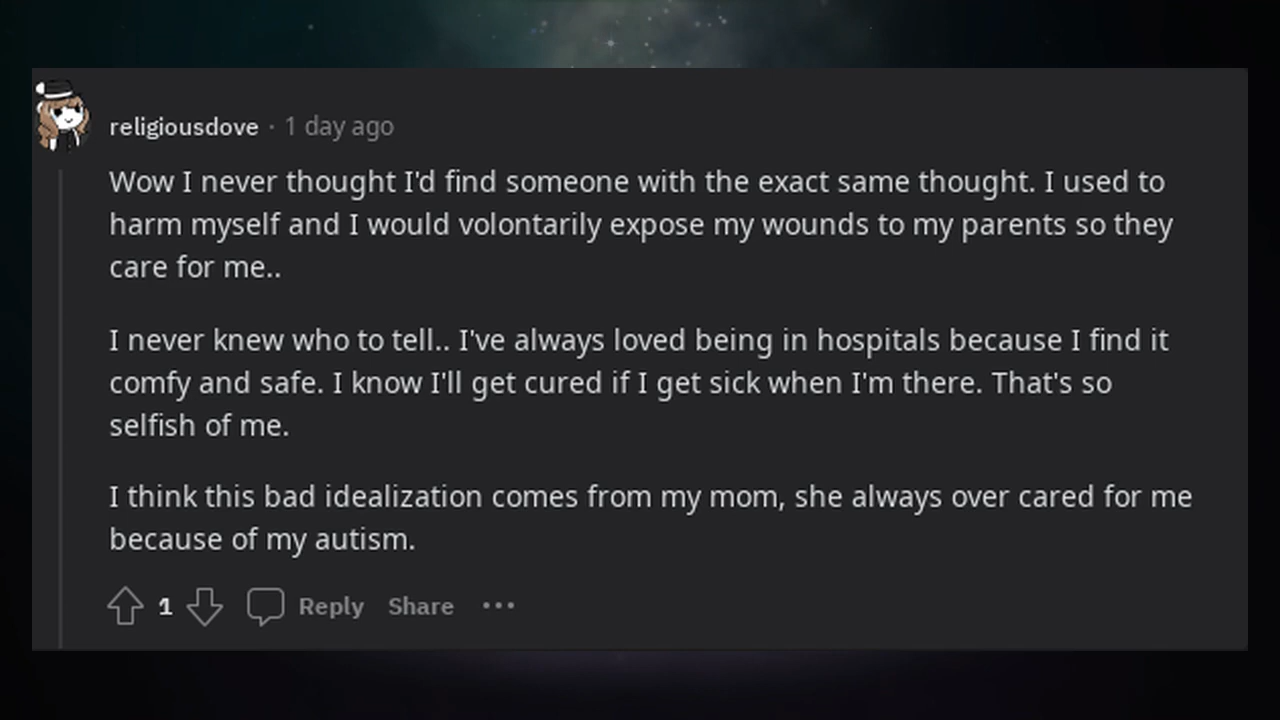 religiousdove · 1 day ago
Wow I never thought I'd find someone with the exact same thought. I used to
harm myself and I would volontarily expose my wounds to my parents so they
care for me..
I never knew who to tell.. I've always loved being in hospitals because I find it
comfy and safe. I know I'll get cured if I get sick when I'm there. That's so
selfish of me.
I think this bad idealization comes from my mom, she always over cared for me
because of my autism.
1 Reply Share